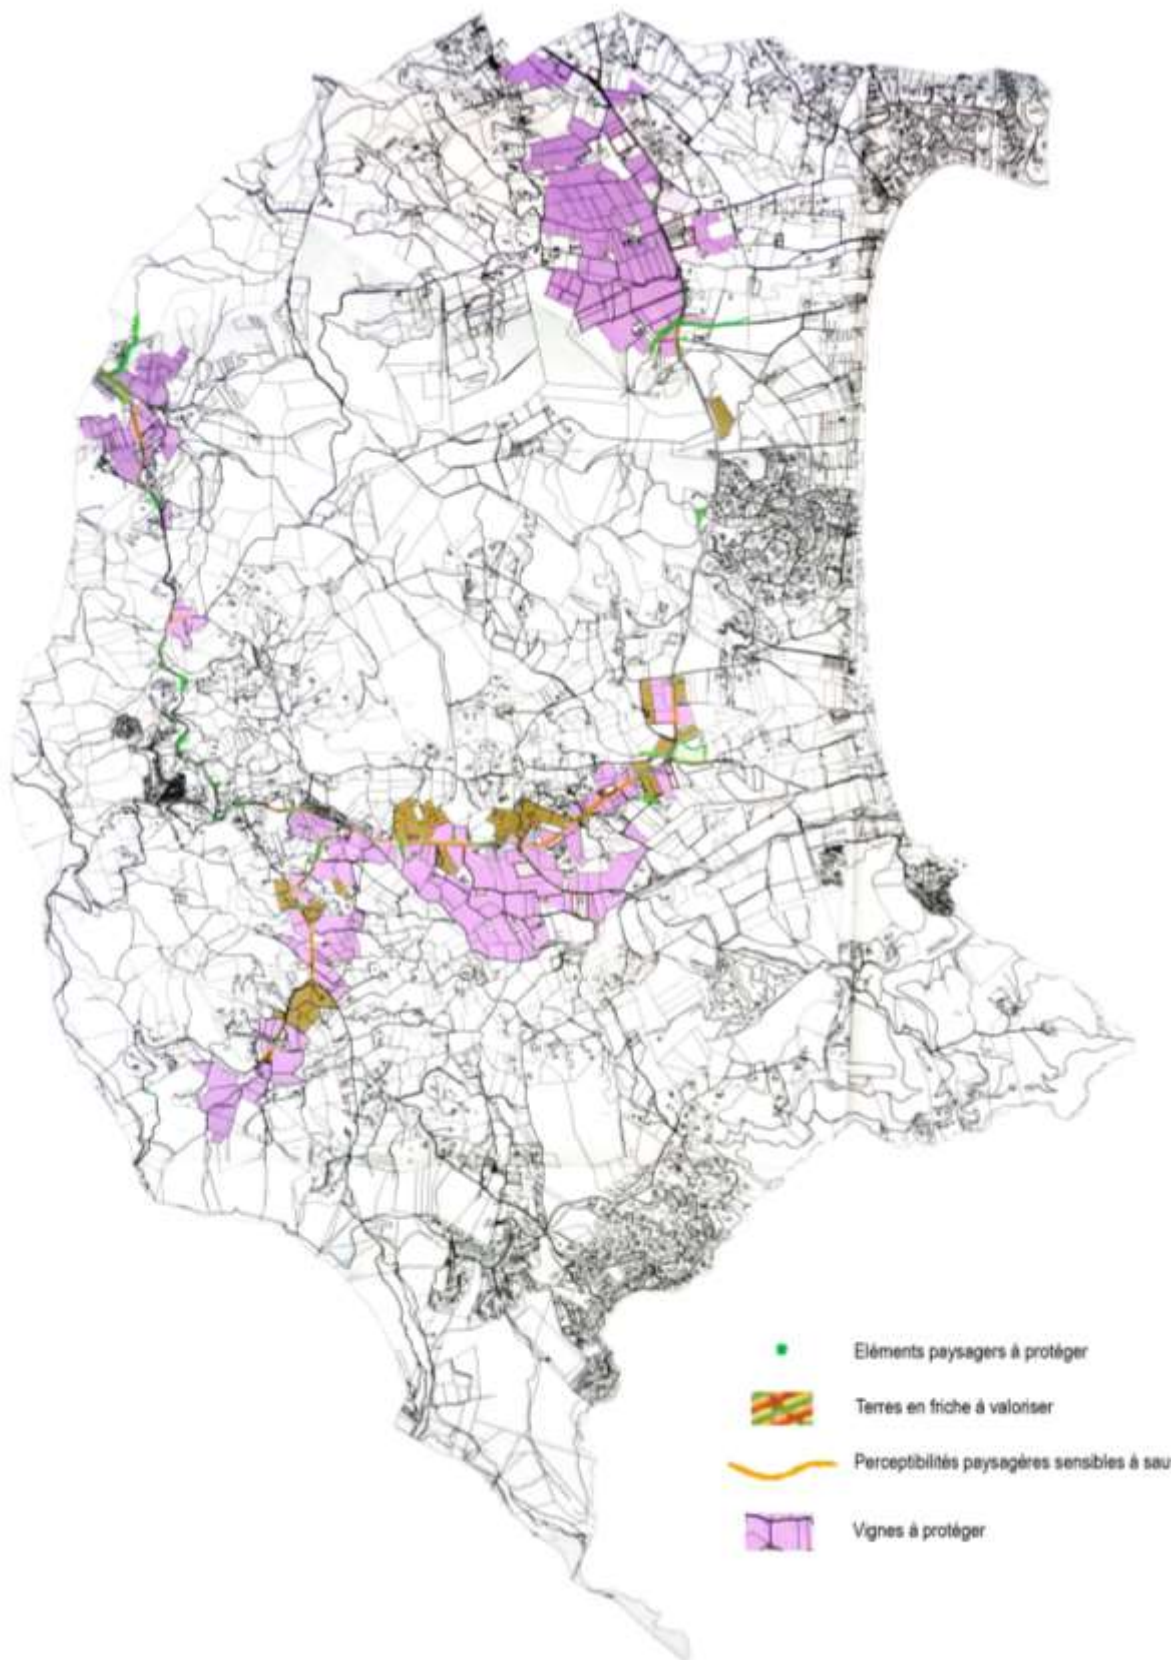 Eléments paysagers à protéger
Terres en friche à valoriser
Perceptibilités paysagères sensibles à sau
Vignes à protéger